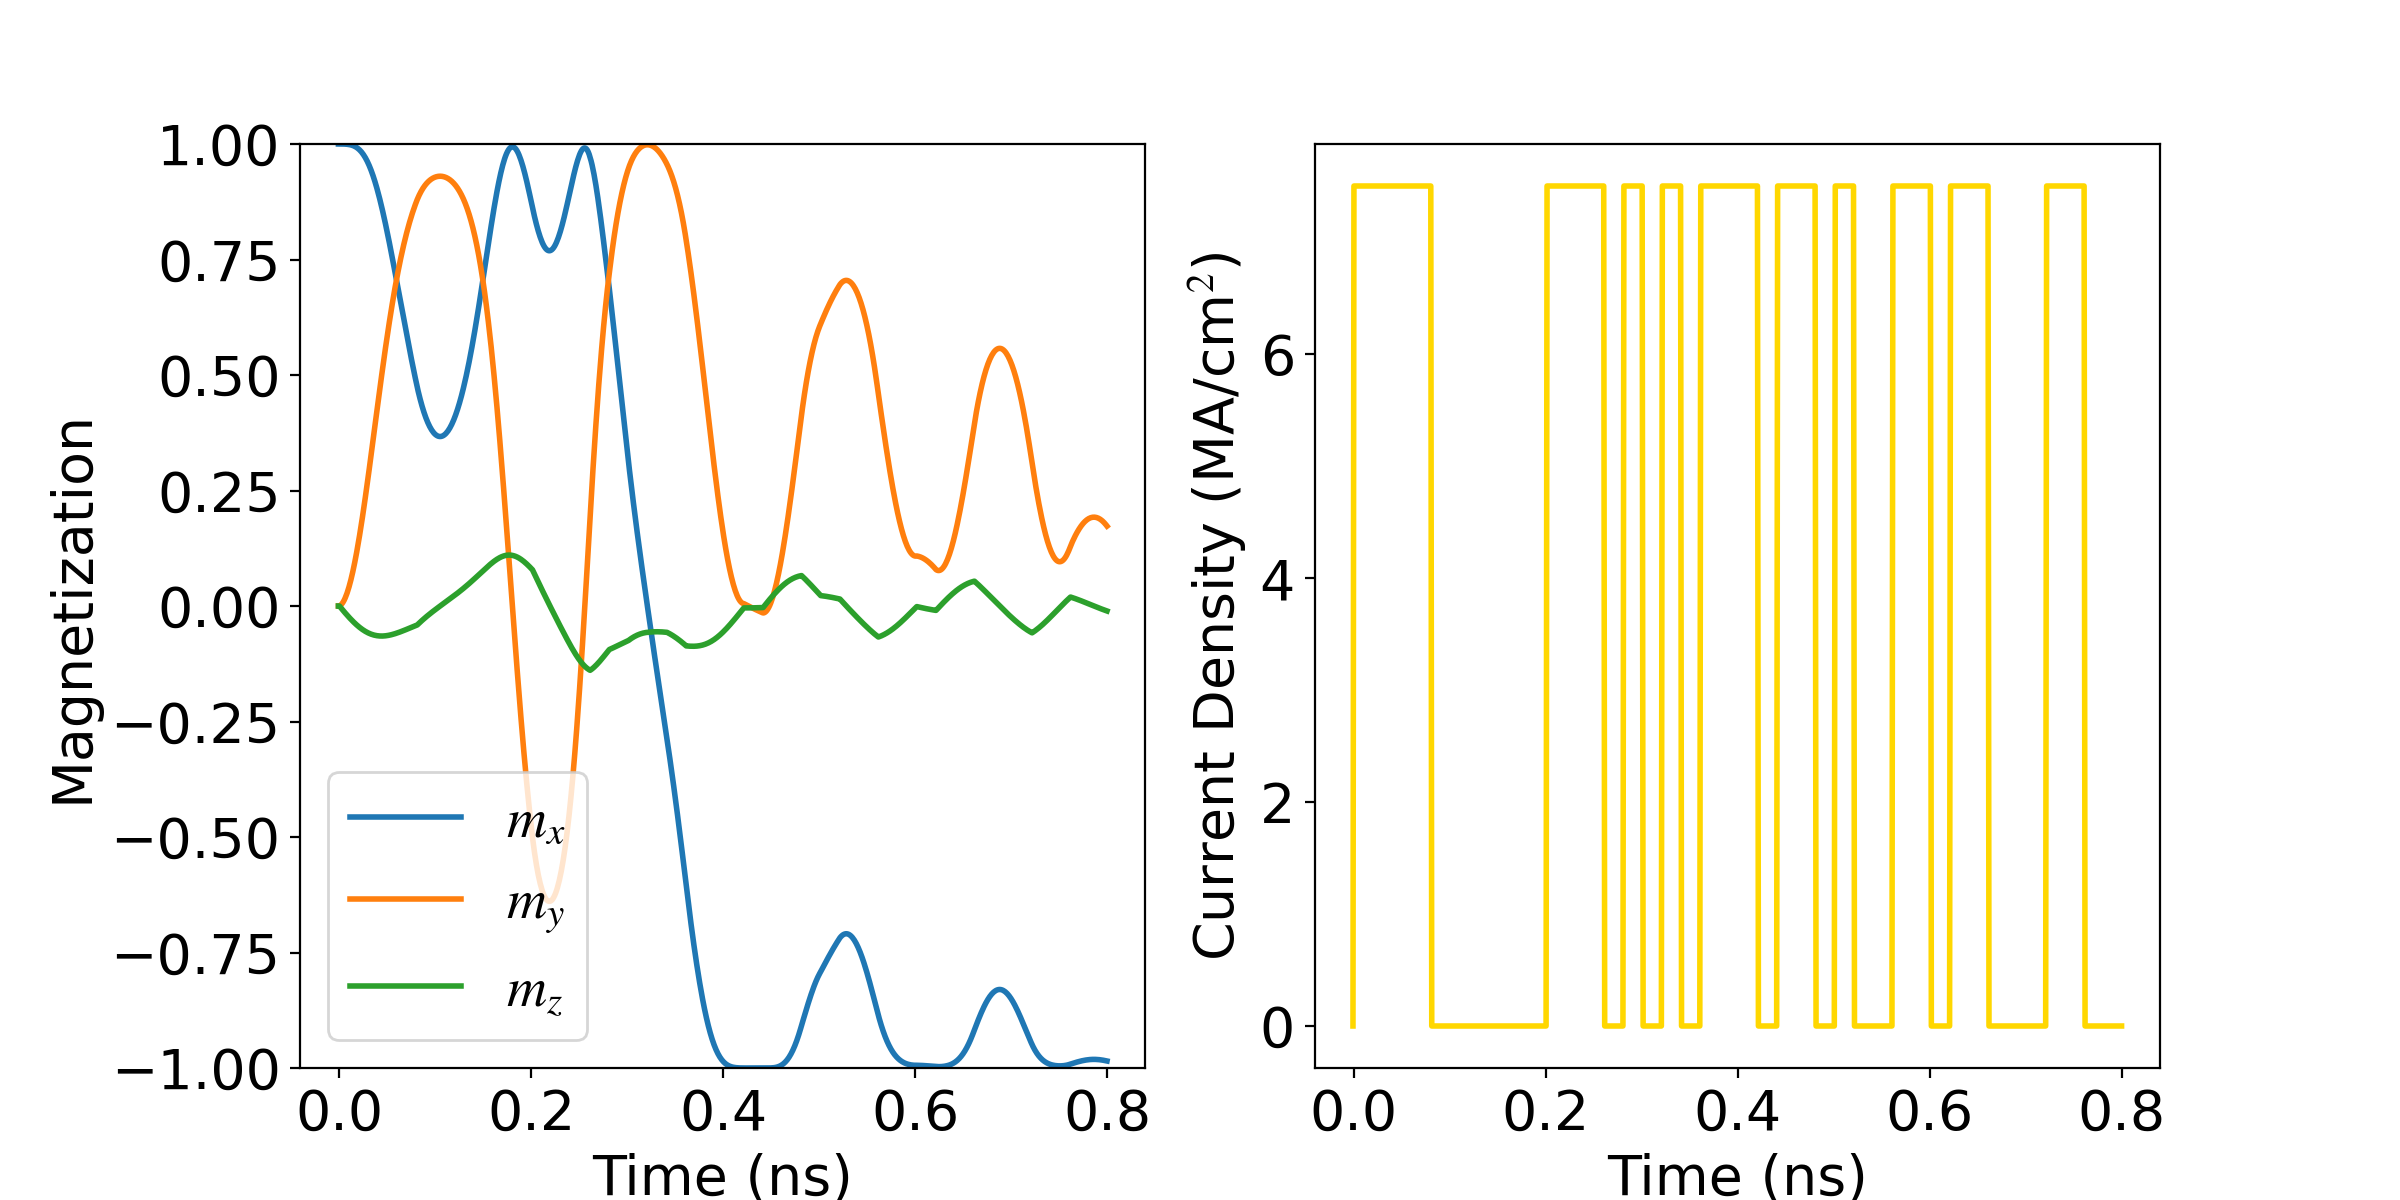 Magnetization
1.00
0.75
0.50
0.25
0.00
−0.25
−0.50
−0.75
−1.00
m_x
m_y
m_z
0.0 0.2 0.4 0.6 0.8
Time (ns)
Current Density (MA/cm²)
6
4
2
0
0.0 0.2 0.4 0.6 0.8
Time (ns)